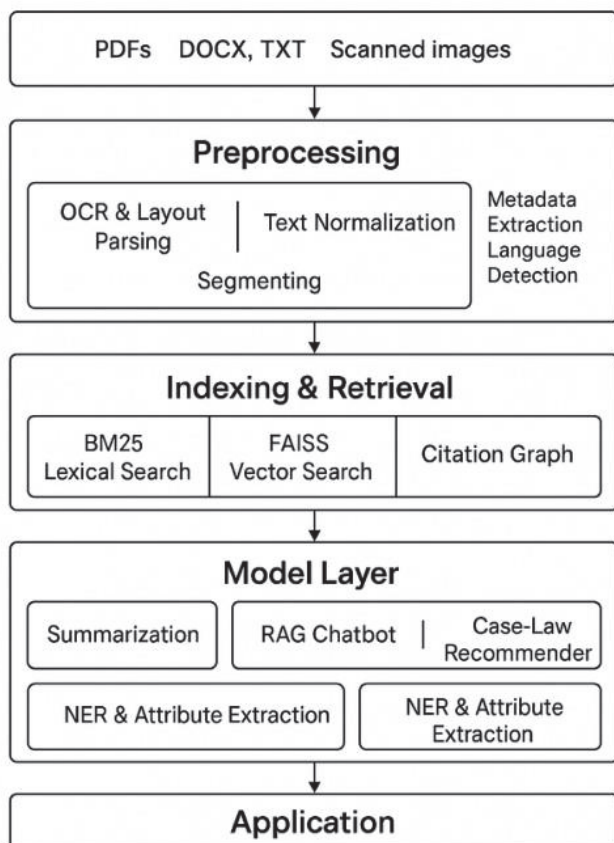 PDFs DOCX, TXT Scanned images
Preprocessing
OCR & Layout
Parsing
Text Normalization
Segmenting
Metadata
Extraction
Language
Detection
Indexing & Retrieval
BM25
Lexical Search
FAISS
Vector Search
Citation Graph
Model Layer
Summarization
RAG Chatbot
Case-Law
Recommender
NER & Attribute Extraction
NER & Attribute
Extraction
Application